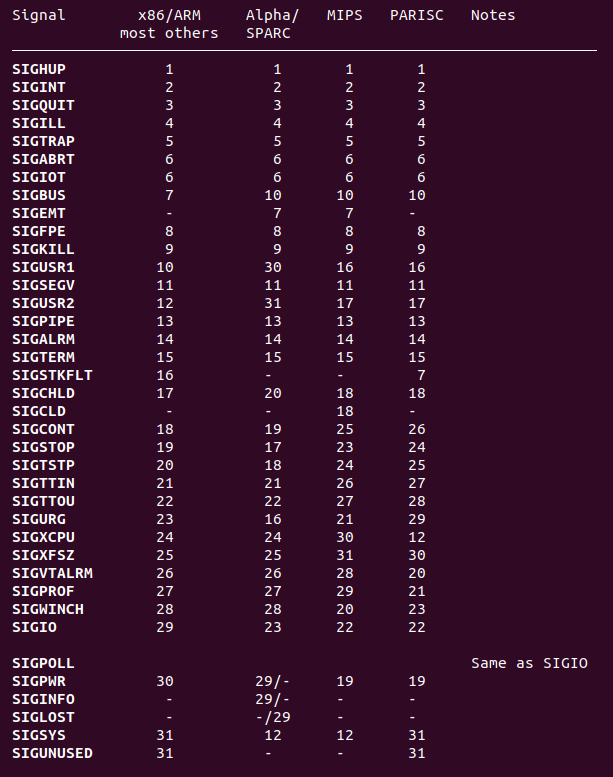 Signal x86/ARM Alpha/ MIPS PARISC Notes
most others SPARC
SIGHUP 1 1 1 1
SIGINT 2 2 2 2
SIGQUIT 3 3 3 3
SIGILL 4 4 4 4
SIGTRAP 5 5 5 5
SIGABRT 6 6 6 6
SIGIOT 6 6 6 6
SIGBUS 7 10 10 10
SIGEMT - 7 7 -
SIGFPE 8 8 8 8
SIGKILL 9 9 9 9
SIGUSR1 10 30 16 16
SIGSEGV 11 11 11 11
SIGUSR2 12 31 17 17
SIGPIPE 13 13 13 13
SIGALRM 14 14 14 14
SIGTERM 15 15 15 15
SIGSTKFLT 16 - - 7
SIGCHLD 17 20 18 18
SIGCLD - - 18 -
SIGCONT 18 19 25 26
SIGSTOP 19 17 23 24
SIGTSTP 20 18 24 25
SIGTTIN 21 21 26 27
SIGTTOU 22 22 27 28
SIGURG 23 16 21 29
SIGXCPU 24 24 30 12
SIGXFSZ 25 25 31 30
SIGVTALRM 26 26 28 20
SIGPROF 27 27 29 21
SIGWINCH 28 28 20 23
SIGIO 29 23 22 22
SIGPOLL Same as SIGIO
SIGPWR 30 29/- 19 19
SIGINFO - 29/- - -
SIGLOST - -/29 - -
SIGSYS 31 12 12 31
SIGUNUSED 31 - - 31